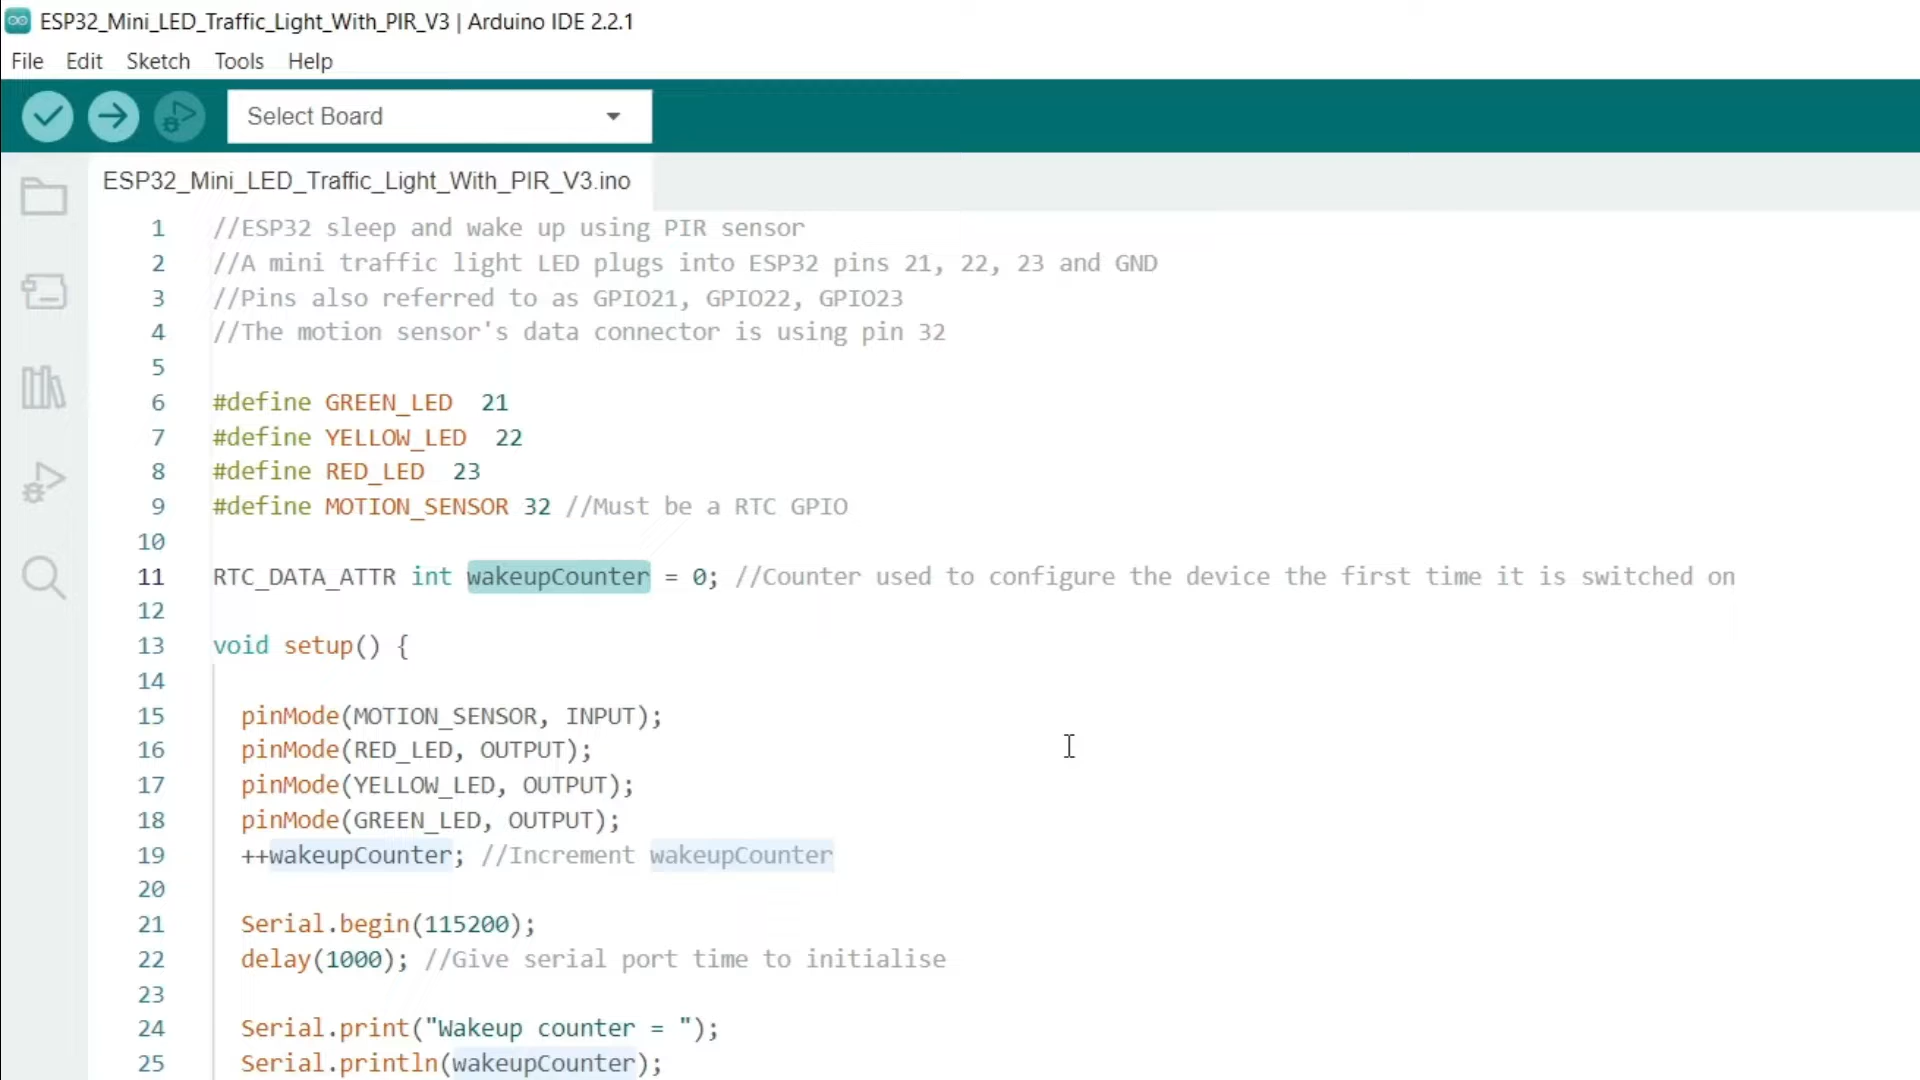 ESP32_Mini_LED_Traffic_Light_With_PIR_V3 | Arduino IDE 2.2.1
File Edit Sketch Tools Help
Select Board
ESP32_Mini_LED_Traffic_Light_With_PIR_V3.ino
1 //ESP32 sleep and wake up using PIR sensor
2 //A mini traffic light LED plugs into ESP32 pins 21, 22, 23 and GND
3 //Pins also referred to as GPIO21, GPIO22, GPIO23
4 //The motion sensor's data connector is using pin 32
5
6 #define GREEN_LED  21
7 #define YELLOW_LED  22
8 #define RED_LED  23
9 #define MOTION_SENSOR 32 //Must be a RTC GPIO
10
11 RTC_DATA_ATTR int wakeupCounter = 0; //Counter used to configure the device the first time it is switched on
12
13 void setup() {
14
15 pinMode(MOTION_SENSOR, INPUT);
16 pinMode(RED_LED, OUTPUT);
17 pinMode(YELLOW_LED, OUTPUT);
18 pinMode(GREEN_LED, OUTPUT);
19 ++wakeupCounter; //Increment wakeupCounter
20
21 Serial.begin(115200);
22 delay(1000); //Give serial port time to initialise
23
24 Serial.print("Wakeup counter = ");
25 Serial.println(wakeupCounter);